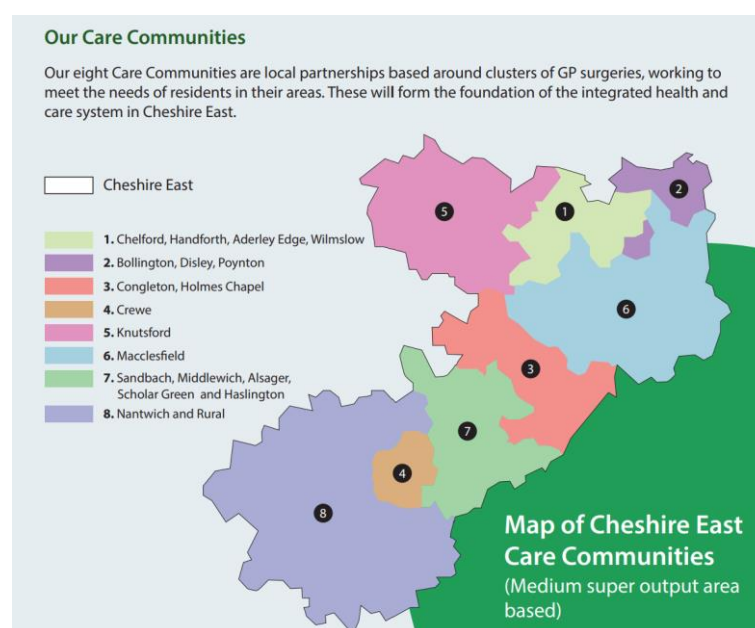 Our Care Communities
Our eight Care Communities are local partnerships based around clusters of GP surgeries, working to
meet the needs of residents in their areas. These will form the foundation of the integrated health and
care system in Cheshire East.
Cheshire East
1. Chelford, Handforth, Aderley Edge, Wilmslow
2. Bollington, Disley, Poynton
3. Congleton, Holmes Chapel
4. Crewe
5. Knutsford
6. Macclesfield
7. Sandbach, Middlewich, Alsager,
Scholar Green and Haslington
8. Nantwich and Rural
2
5
1
6
3
7
4
8
Map of Cheshire East
Care Communities
(Medium super output area
based)